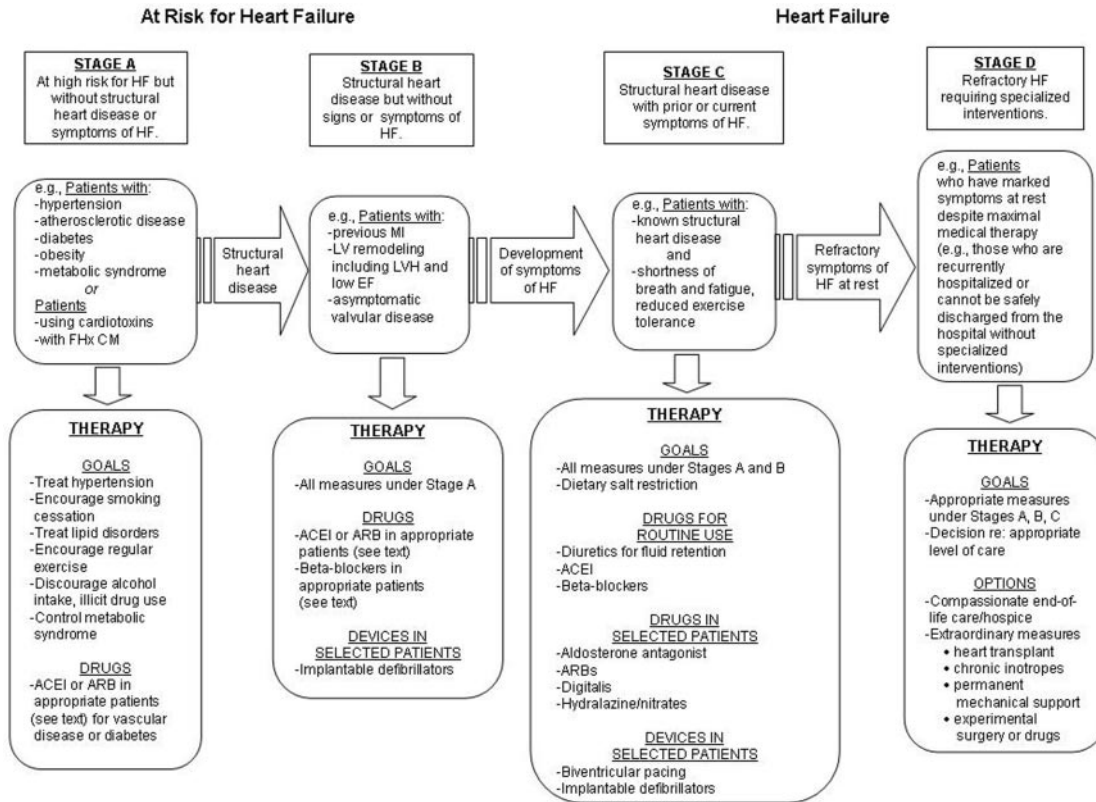 At Risk for Heart Failure
Heart Failure
STAGE A
At high risk for HF but
without structural
heart disease or
symptoms of HF.
STAGE B
Structural heart
disease but without
signs or symptoms of
HF.
STAGE C
Structural heart disease
with prior or current
symptoms of HF.
STAGE D
Refractory HF
requiring specialized
interventions.
e.g., Patients with:
-hypertension
-atherosclerotic disease
-diabetes
-obesity
-metabolic syndrome
or
Patients
-using cardiotoxins
-with FHx CM
Structural
heart
disease
e.g., Patients with:
-previous MI
-LV remodeling
including LVH and
low EF
-asymptomatic
valvular disease
Development
of symptoms
of HF
e.g., Patients with:
-known structural
heart disease
and
-shortness of
breath and fatigue,
reduced exercise
tolerance
Refractory
symptoms of
HF at rest
e.g., Patients
who have marked
symptoms at rest
despite maximal
medical therapy
(e.g., those who are
recurrently
hospitalized or
cannot be safely
discharged from the
hospital without
specialized
interventions)
THERAPY
GOALS
-Treat hypertension
-Encourage smoking
cessation
-Treat lipid disorders
-Encourage regular
exercise
-Discourage alcohol
intake, illicit drug use
-Control metabolic
syndrome
DRUGS
-ACEI or ARB in
appropriate patients
(see text) for vascular
disease or diabetes
THERAPY
GOALS
-All measures under Stage A
DRUGS
-ACEI or ARB in appropriate
patients (see text)
-Beta-blockers in
appropriate patients
(see text)
DEVICES IN
SELECTED PATIENTS
-Implantable defibrillators
THERAPY
GOALS
-All measures under Stages A and B
-Dietary salt restriction
DRUGS FOR
ROUTINE USE
-Diuretics for fluid retention
-ACEI
-Beta-blockers
DRUGS IN
SELECTED PATIENTS
-Aldosterone antagonist
-ARBs
-Digitalis
-Hydralazine/nitrates
DEVICES IN
SELECTED PATIENTS
-Biventricular pacing
-Implantable defibrillators
THERAPY
GOALS
-Appropriate measures
under Stages A, B, C
-Decision re: appropriate
level of care
OPTIONS
-Compassionate end-of-
life care/hospice
-Extraordinary measures
• heart transplant
• chronic inotropes
• permanent
mechanical support
• experimental
surgery or drugs